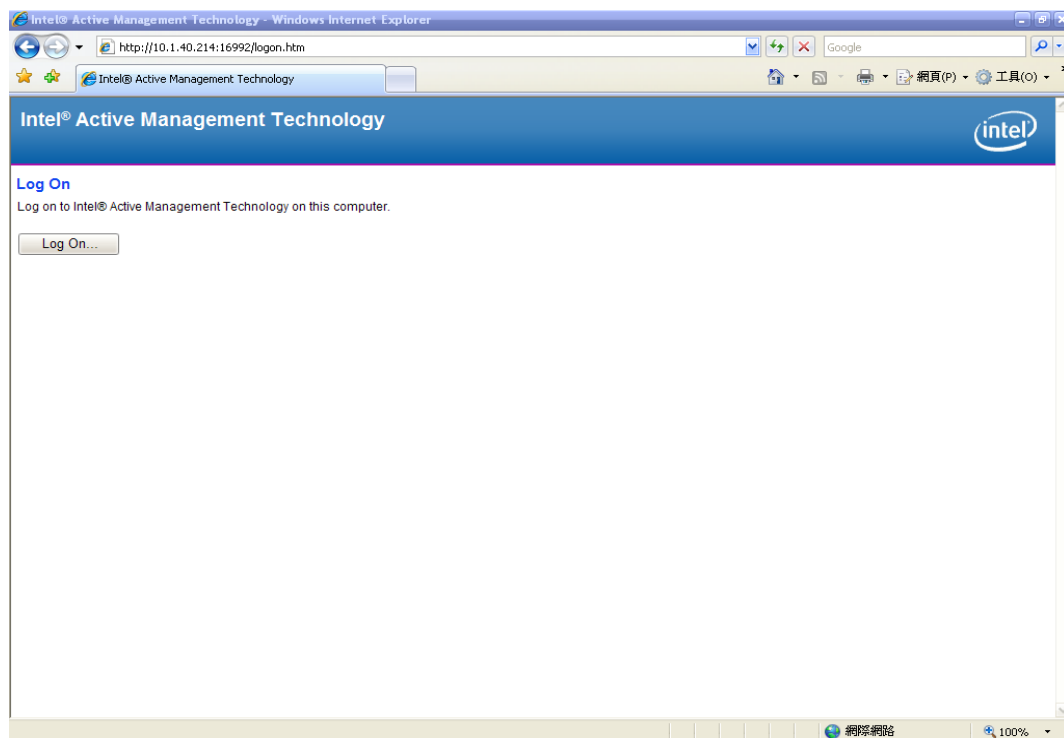 Intel® Active Management Technology - Windows Internet Explorer
http://10.1.40.214:16992/logon.htm
Google
Intel® Active Management Technology
網頁(P)
工具(O)
Intel® Active Management Technology
intel
Log On
Log on to Intel® Active Management Technology on this computer.
Log On...
網際網路
100%